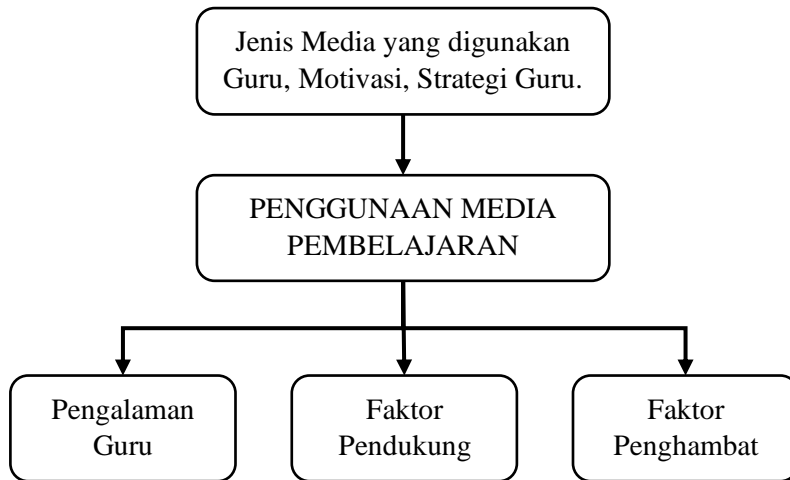 Jenis Media yang digunakan
Guru, Motivasi, Strategi Guru.
PENGGUNAAN MEDIA
PEMBELAJARAN
Pengalaman
Guru
Faktor
Pendukung
Faktor
Penghambat